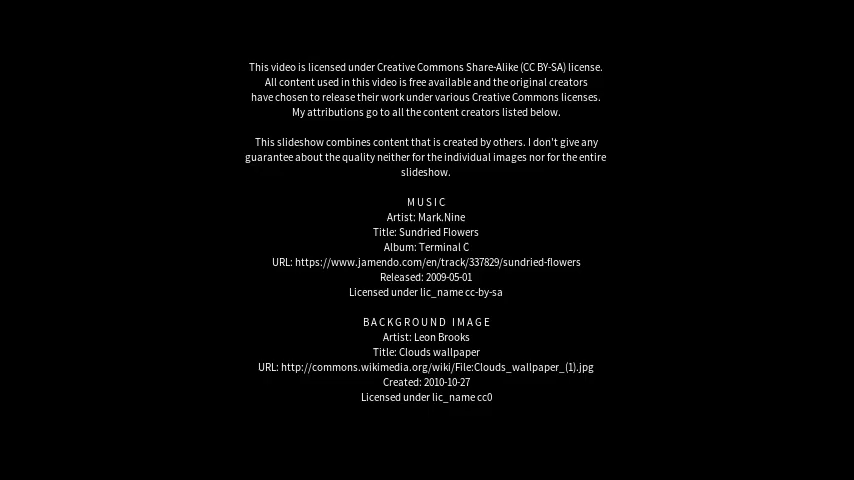 This video is licensed under Creative Commons Share-Alike (CC BY-SA) license.
All content used in this video is free available and the original creators
have chosen to release their work under various Creative Commons licenses.
My attributions go to all the content creators listed below.
This slideshow combines content that is created by others. I don't give any
guarantee about the quality neither for the individual images nor for the entire
slideshow.
MUSIC
Artist: Mark.Nine
Title: Sundried Flowers
Album: Terminal C
URL: https://www.jamendo.com/en/track/337829/sundried-flowers
Released: 2009-05-01
Licensed under lic_name cc-by-sa
BACKGROUND IMAGE
Artist: Leon Brooks
Title: Clouds wallpaper
URL: http://commons.wikimedia.org/wiki/File:Clouds_wallpaper_(1).jpg
Created: 2010-10-27
Licensed under lic_name cc0